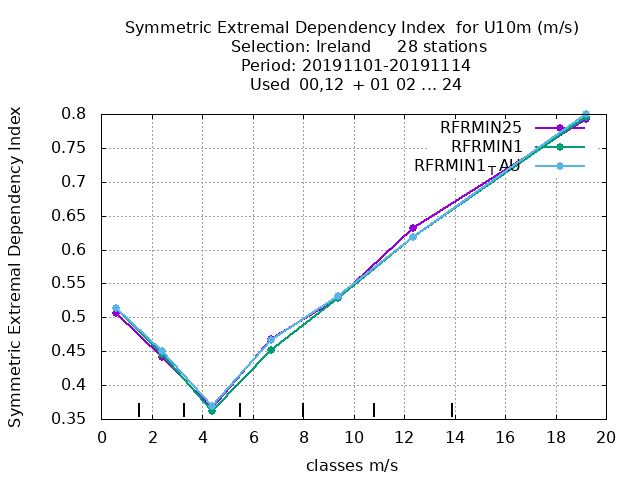 Symmetric Extremal Dependency Index for U10m (m/s)
Selection: Ireland 28 stations
Period: 20191101-20191114
Used 00,12 + 01 02 ... 24
Symmetric Extremal Dependency Index
0.8
0.75
0.7
0.65
0.6
0.55
0.5
0.45
0.4
0.35
RFRMIN25
RFRMIN1
RFRMIN1_AU
0 2 4 6 8 10 12 14 16 18 20
classes m/s